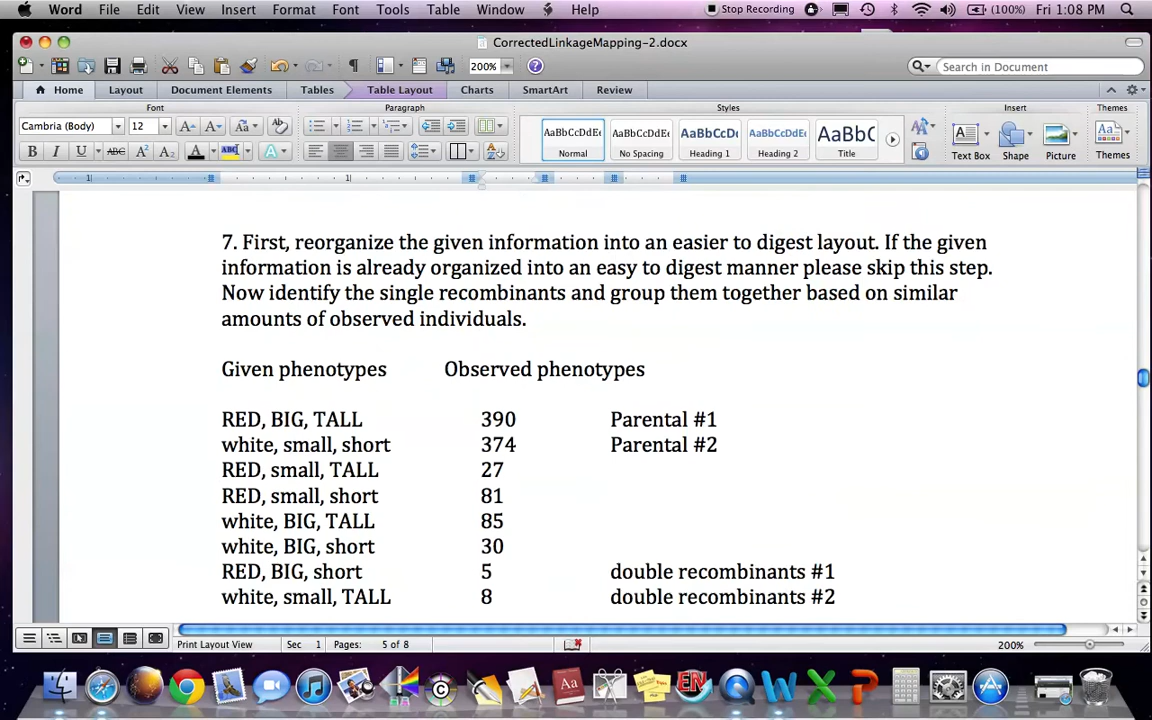 Word File Edit View Insert Format Font Tools Table Window Help Stop Recording (100%) Fri 1:08 PM
CorrectedLinkageMapping-2.docx
200% Search in Document
Home Layout Document Elements Tables Table Layout Charts SmartArt Review
Font Paragraph Styles Insert Themes
Cambria (Body) 12 Aa
AaBbCcDdEe AaBbCcDdEe AaBbCcDc AaBbCcDdEe AaBbC
B I U ABC A² A₂ A ABC A Normal No Spacing Heading 1 Heading 2 Title Text Box Shape Picture Themes
7. First, reorganize the given information into an easier to digest layout. If the given
information is already organized into an easy to digest manner please skip this step.
Now identify the single recombinants and group them together based on similar
amounts of observed individuals.
Given phenotypes Observed phenotypes
RED, BIG, TALL 390 Parental #1
white, small, short 374 Parental #2
RED, small, TALL 27
RED, small, short 81
white, BIG, TALL 85
white, BIG, short 30
RED, BIG, short 5 double recombinants #1
white, small, TALL 8 double recombinants #2
Print Layout View Sec 1 Pages: 5 of 8 200%